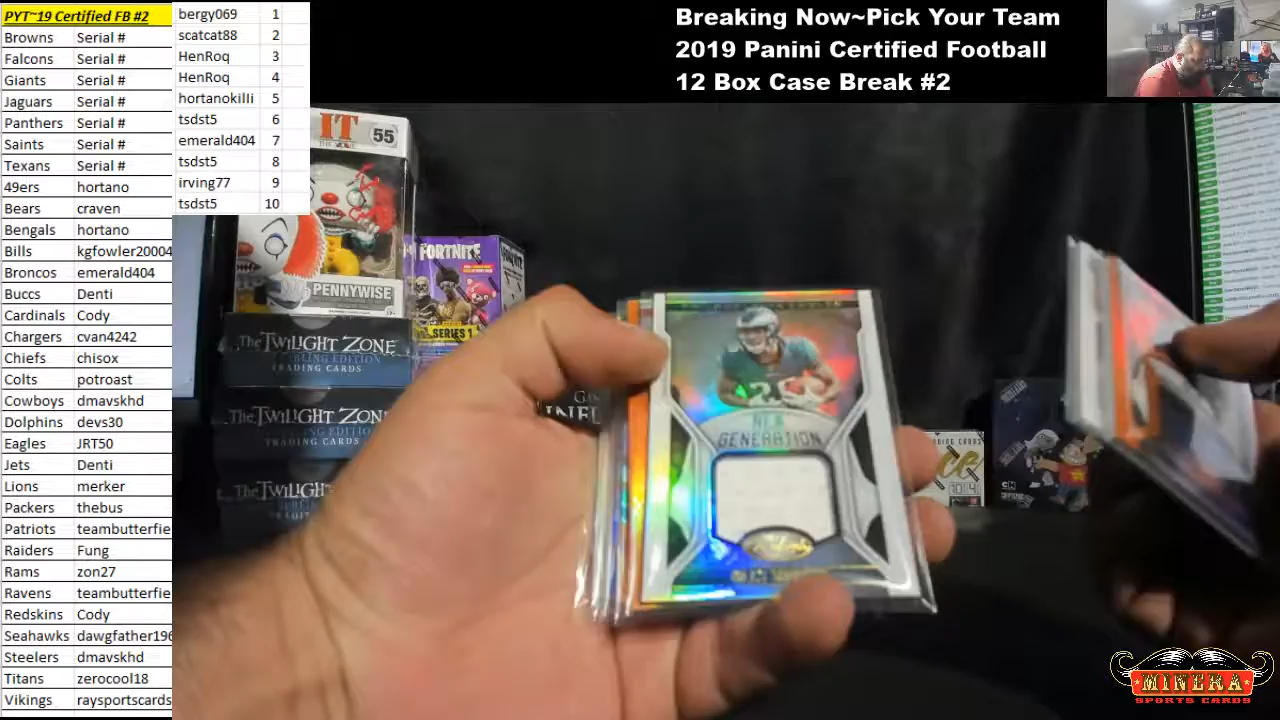 PYT~19 Certified FB #2
Browns Serial #
Falcons Serial #
Giants Serial #
Jaguars Serial #
Panthers Serial #
Saints Serial #
Texans Serial #
49ers hortano
Bears craven
Bengals hortano
Bills kgfowler20004
Broncos emerald404
Buccs Denti
Cardinals Cody
Chargers cvan4242
Chiefs chisox
Colts potroast
Cowboys dmavskhd
Dolphins devs30
Eagles JRT50
Jets Denti
Lions merker
Packers thebus
Patriots teambutterfie
Raiders Fung
Rams zon27
Ravens teambutterfie
Redskins Cody
Seahawks dawgfather196
Steelers dmavskhd
Titans zerocool18
Vikings raysportscards
bergy069 1
scatcat88 2
HenRoq 3
HenRoq 4
hortanokilli 5
tsdst5 6
emerald404 7
tsdst5 8
irving77 9
tsdst5 10
Breaking Now~Pick Your Team
2019 Panini Certified Football
12 Box Case Break #2
IT
55
PENNYWISE
FORTNITE
SERIES 1
The TWILIGHT ZONE
EDITION
TRADING CARDS
The TWILIGHT ZON
EDITION
TRADING CARDS
The TWILIGHT
GENERATION
MINERA
SPORTS CARDS